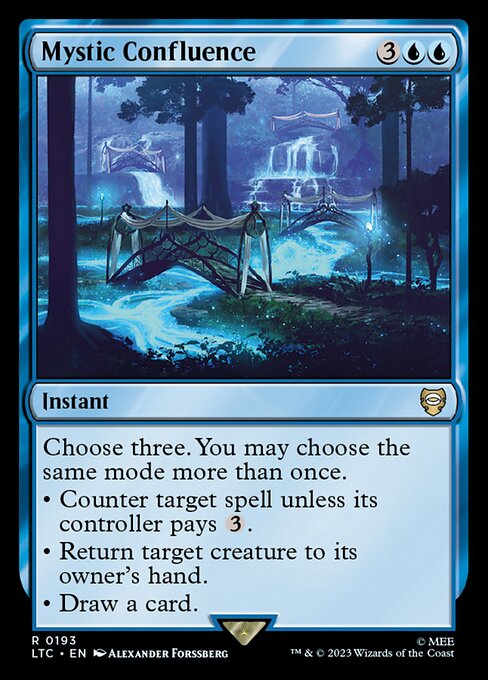 Mystic Confluence 3
Instant
Choose three. You may choose the
same mode more than once.
• Counter target spell unless its
controller pays 3.
• Return target creature to its
owner's hand.
• Draw a card.
R 0193
LTC • EN Alexander Forssberg
© MEE
™ & © 2023 Wizards of the Coast